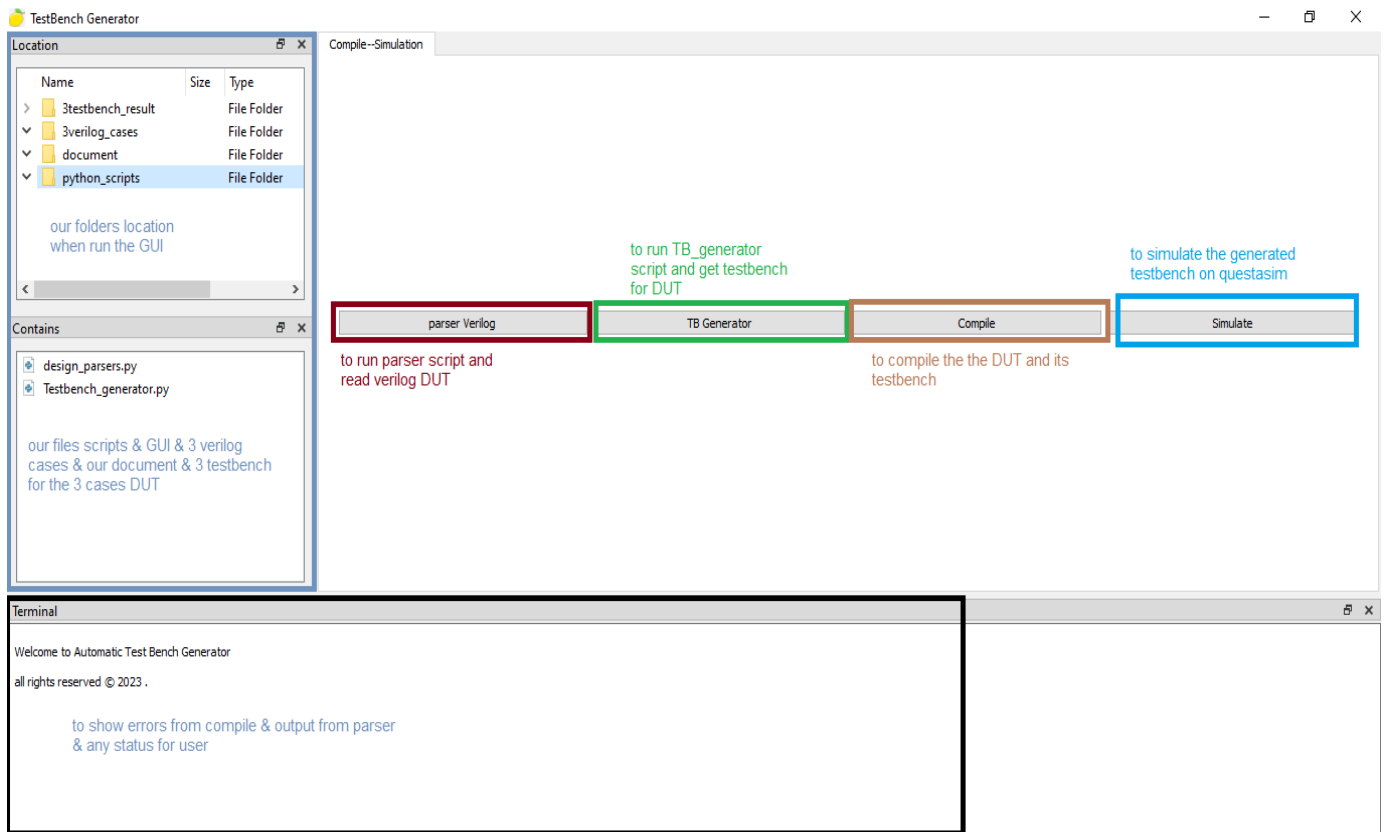 TestBench Generator
Location
Name Size Type
3testbench_result File Folder
3verilog_cases File Folder
document File Folder
python_scripts File Folder
our folders location
when run the GUI
Contains
design_parsers.py
Testbench_generator.py
our files scripts & GUI & 3 verilog
cases & our document & 3 testbench
for the 3 cases DUT
Compile--Simulation
to run TB_generator
script and get testbench
for DUT
to simulate the generated
testbench on questasim
parser Verilog
TB Generator
Compile
Simulate
to run parser script and
read verilog DUT
to compile the the DUT and its
testbench
Terminal
Welcome to Automatic Test Bench Generator
all rights reserved © 2023 .
to show errors from compile & output from parser
& any status for user